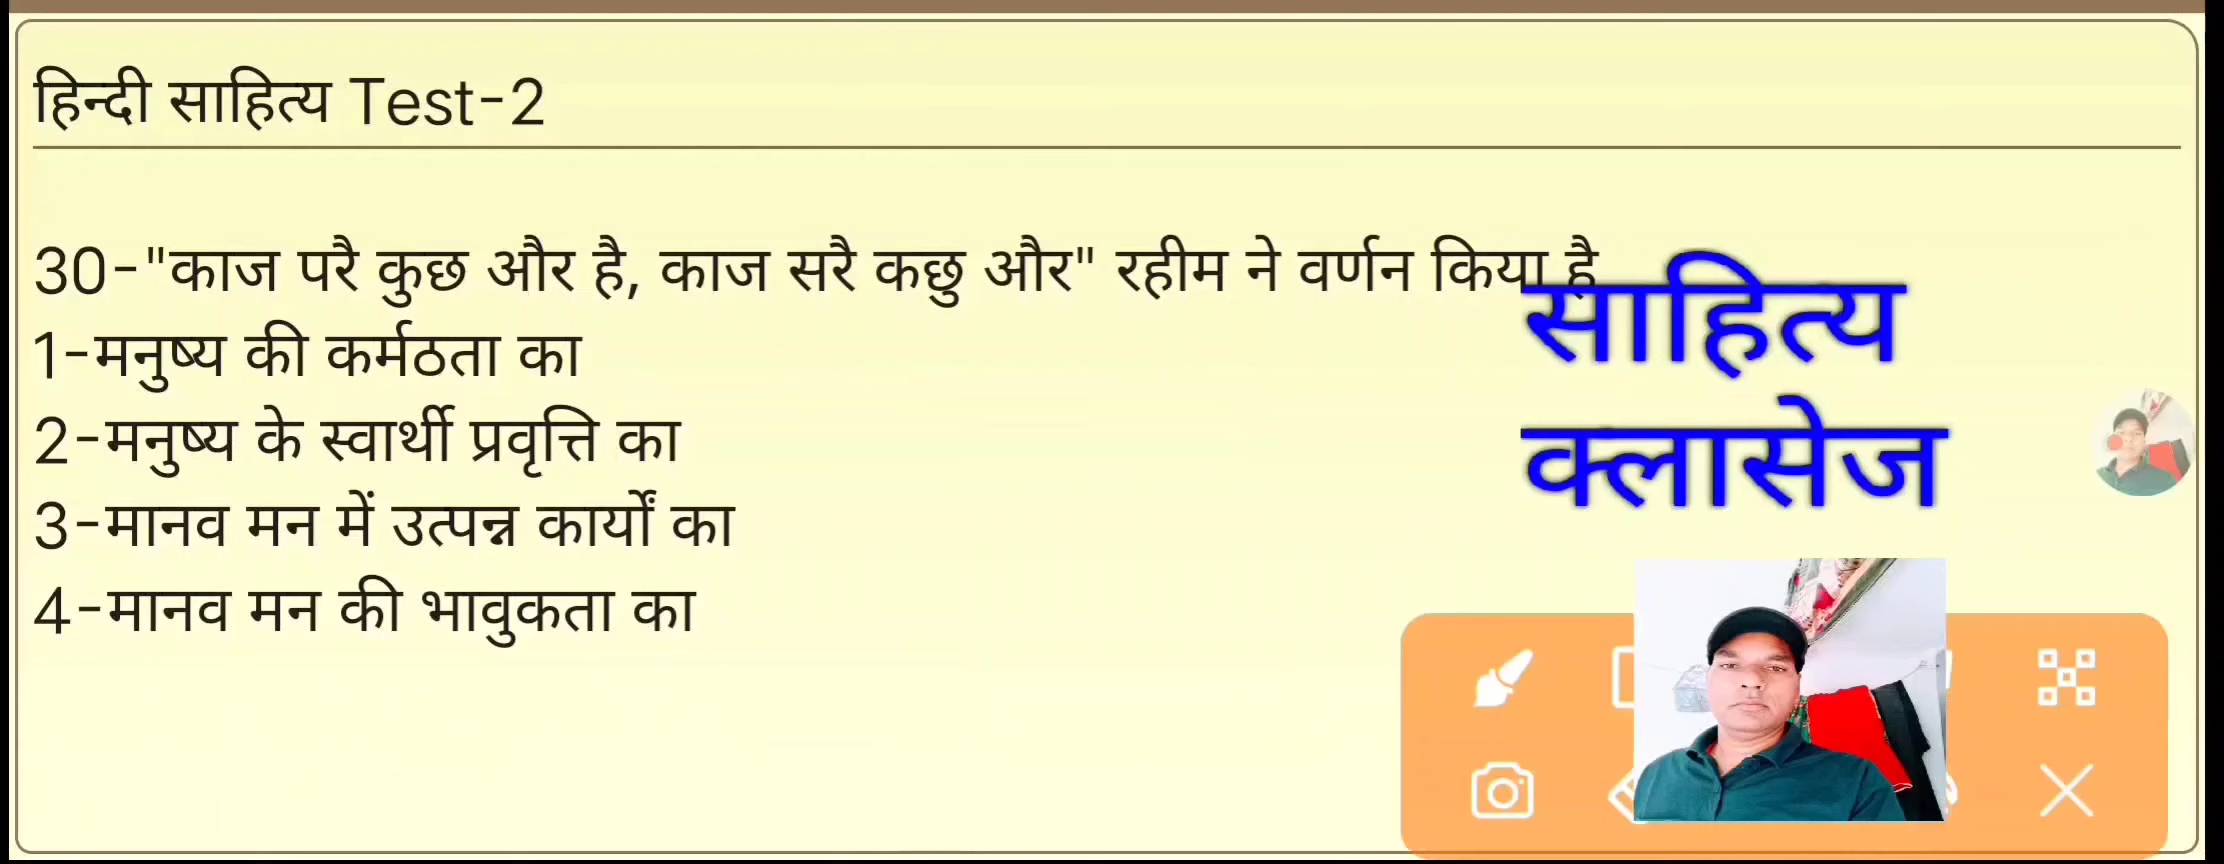 हिन्दी साहित्य Test-2
30-"काज परै कुछ और है, काज सरै कछु और" रहीम ने वर्णन किया है
1-मनुष्य की कर्मठता का
2-मनुष्य के स्वार्थी प्रवृत्ति का
3-मानव मन में उत्पन्न कार्यों का
4-मानव मन की भावुकता का
साहित्य
क्लासेज